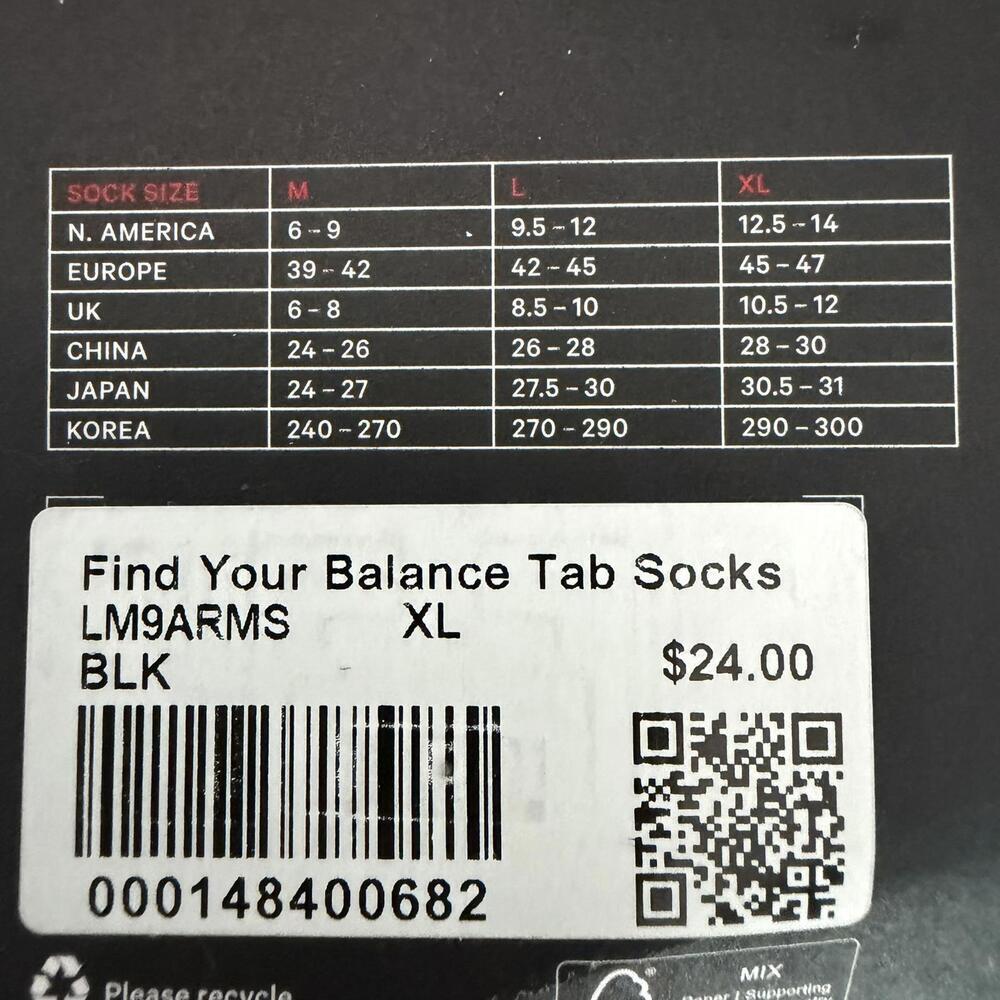 SOCK SIZE M L XL
N. AMERICA 6 - 9 9.5 - 12 12.5 - 14
EUROPE 39 - 42 42 - 45 45 - 47
UK 6 - 8 8.5 - 10 10.5 - 12
CHINA 24 - 26 26 - 28 28 - 30
JAPAN 24 - 27 27.5 - 30 30.5 - 31
KOREA 240 - 270 270 - 290 290 - 300
Find Your Balance Tab Socks
LM9ARMS XL
BLK $24.00
000148400682
Please recycle
MIX
Paper | Supporting